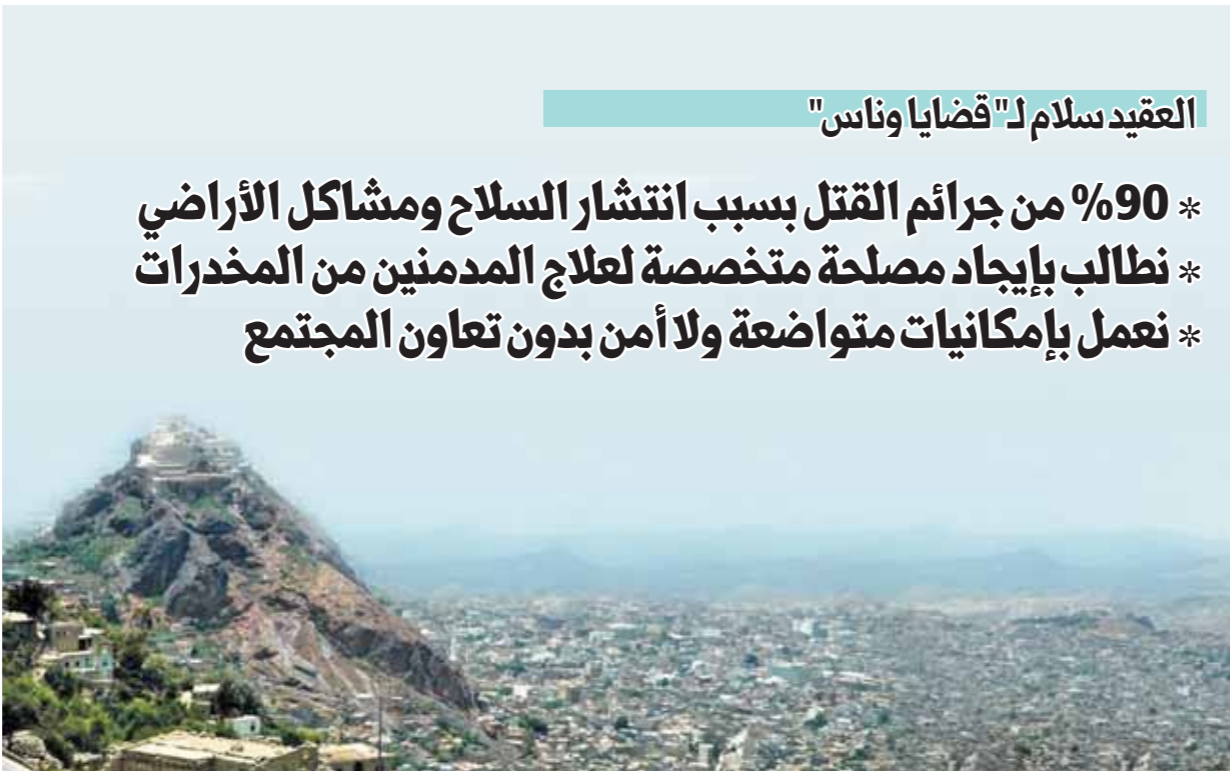 العقيد سلام لـ"قضايا وناس"
* 90% من جرائم القتل بسبب انتشار السلاح ومشاكل الأراضي
* نطالب بإيجاد مصلحة متخصصة لعلاج المدمنين من المخدرات
* نعمل بإمكانيات متواضعة ولا أمن بدون تعاون المجتمع